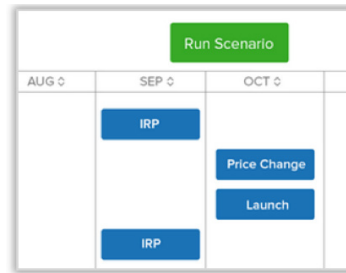 Run Scenario
AUG SEP OCT
IRP
Price Change
Launch
IRP